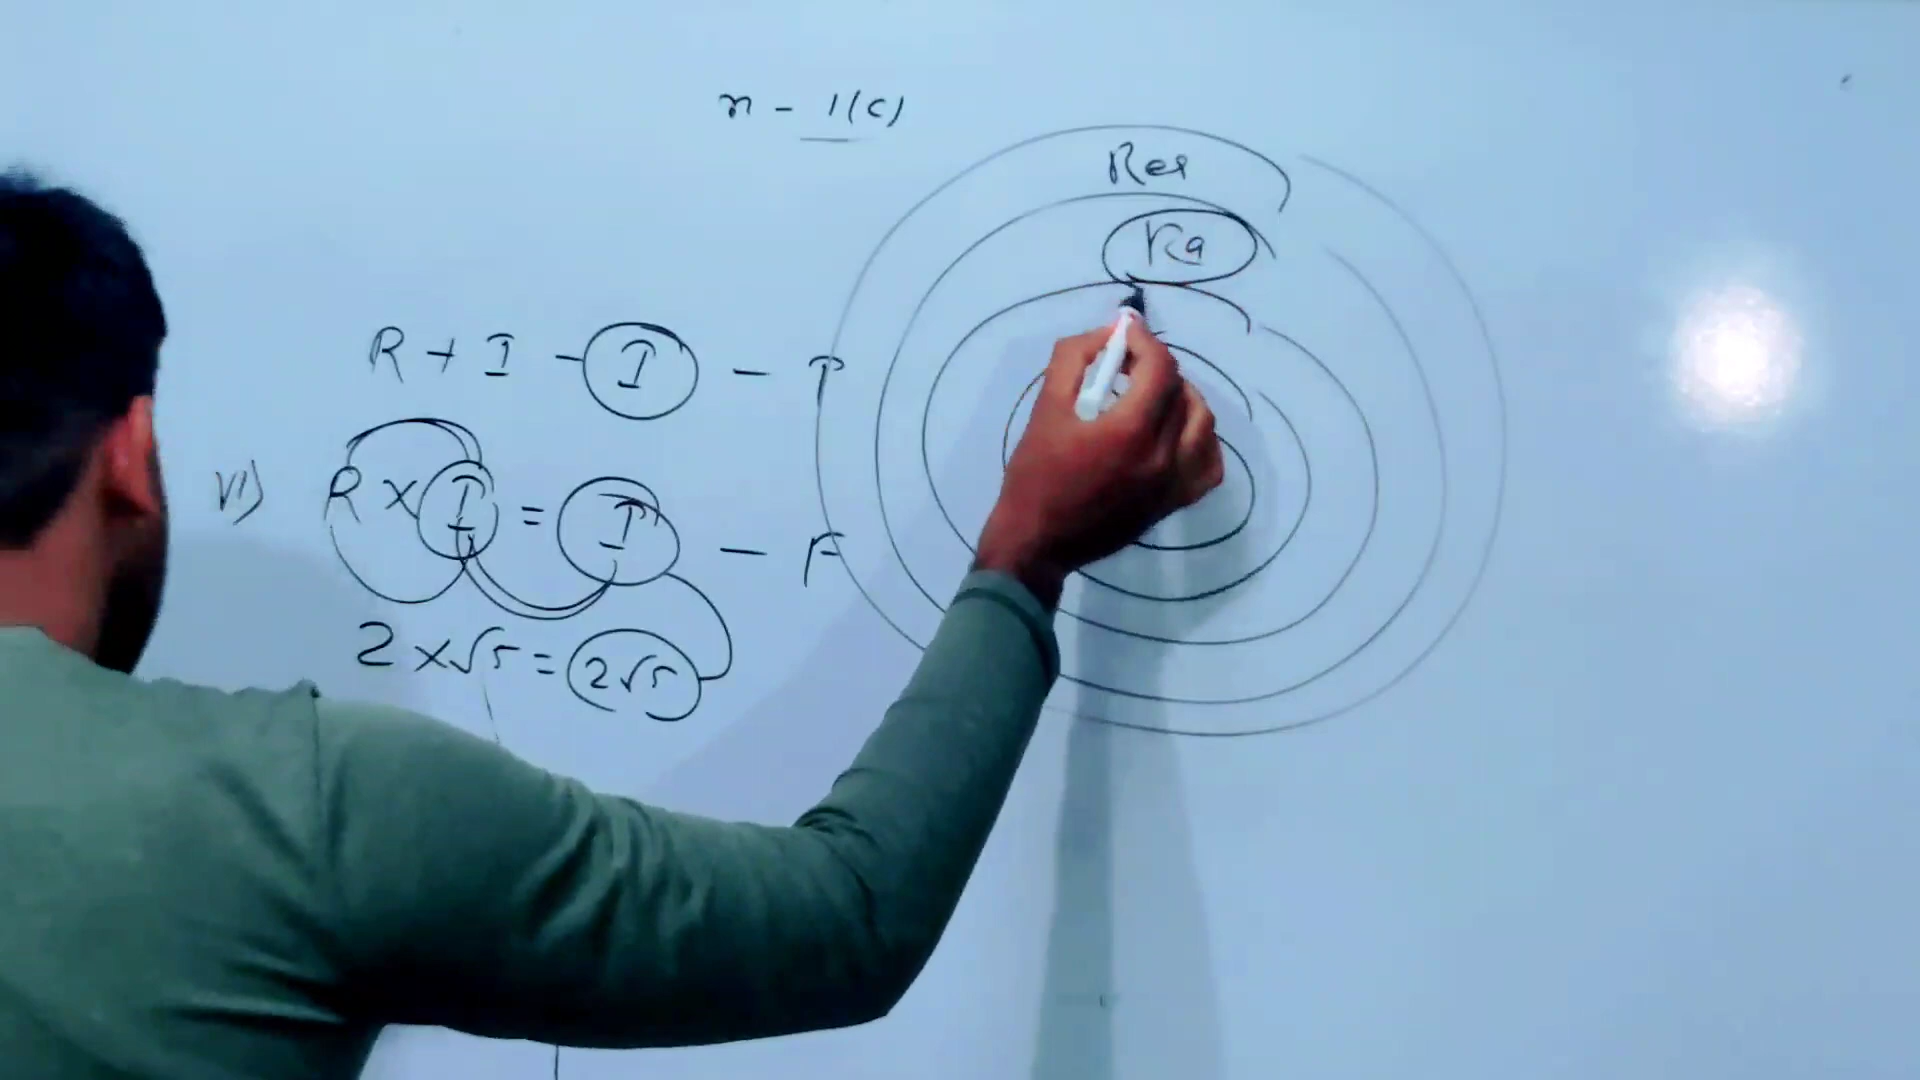 n - 1(c)
Rea
Ra
R + I - I - T
VI) R × I = I - F
2 × √5 = 2√5